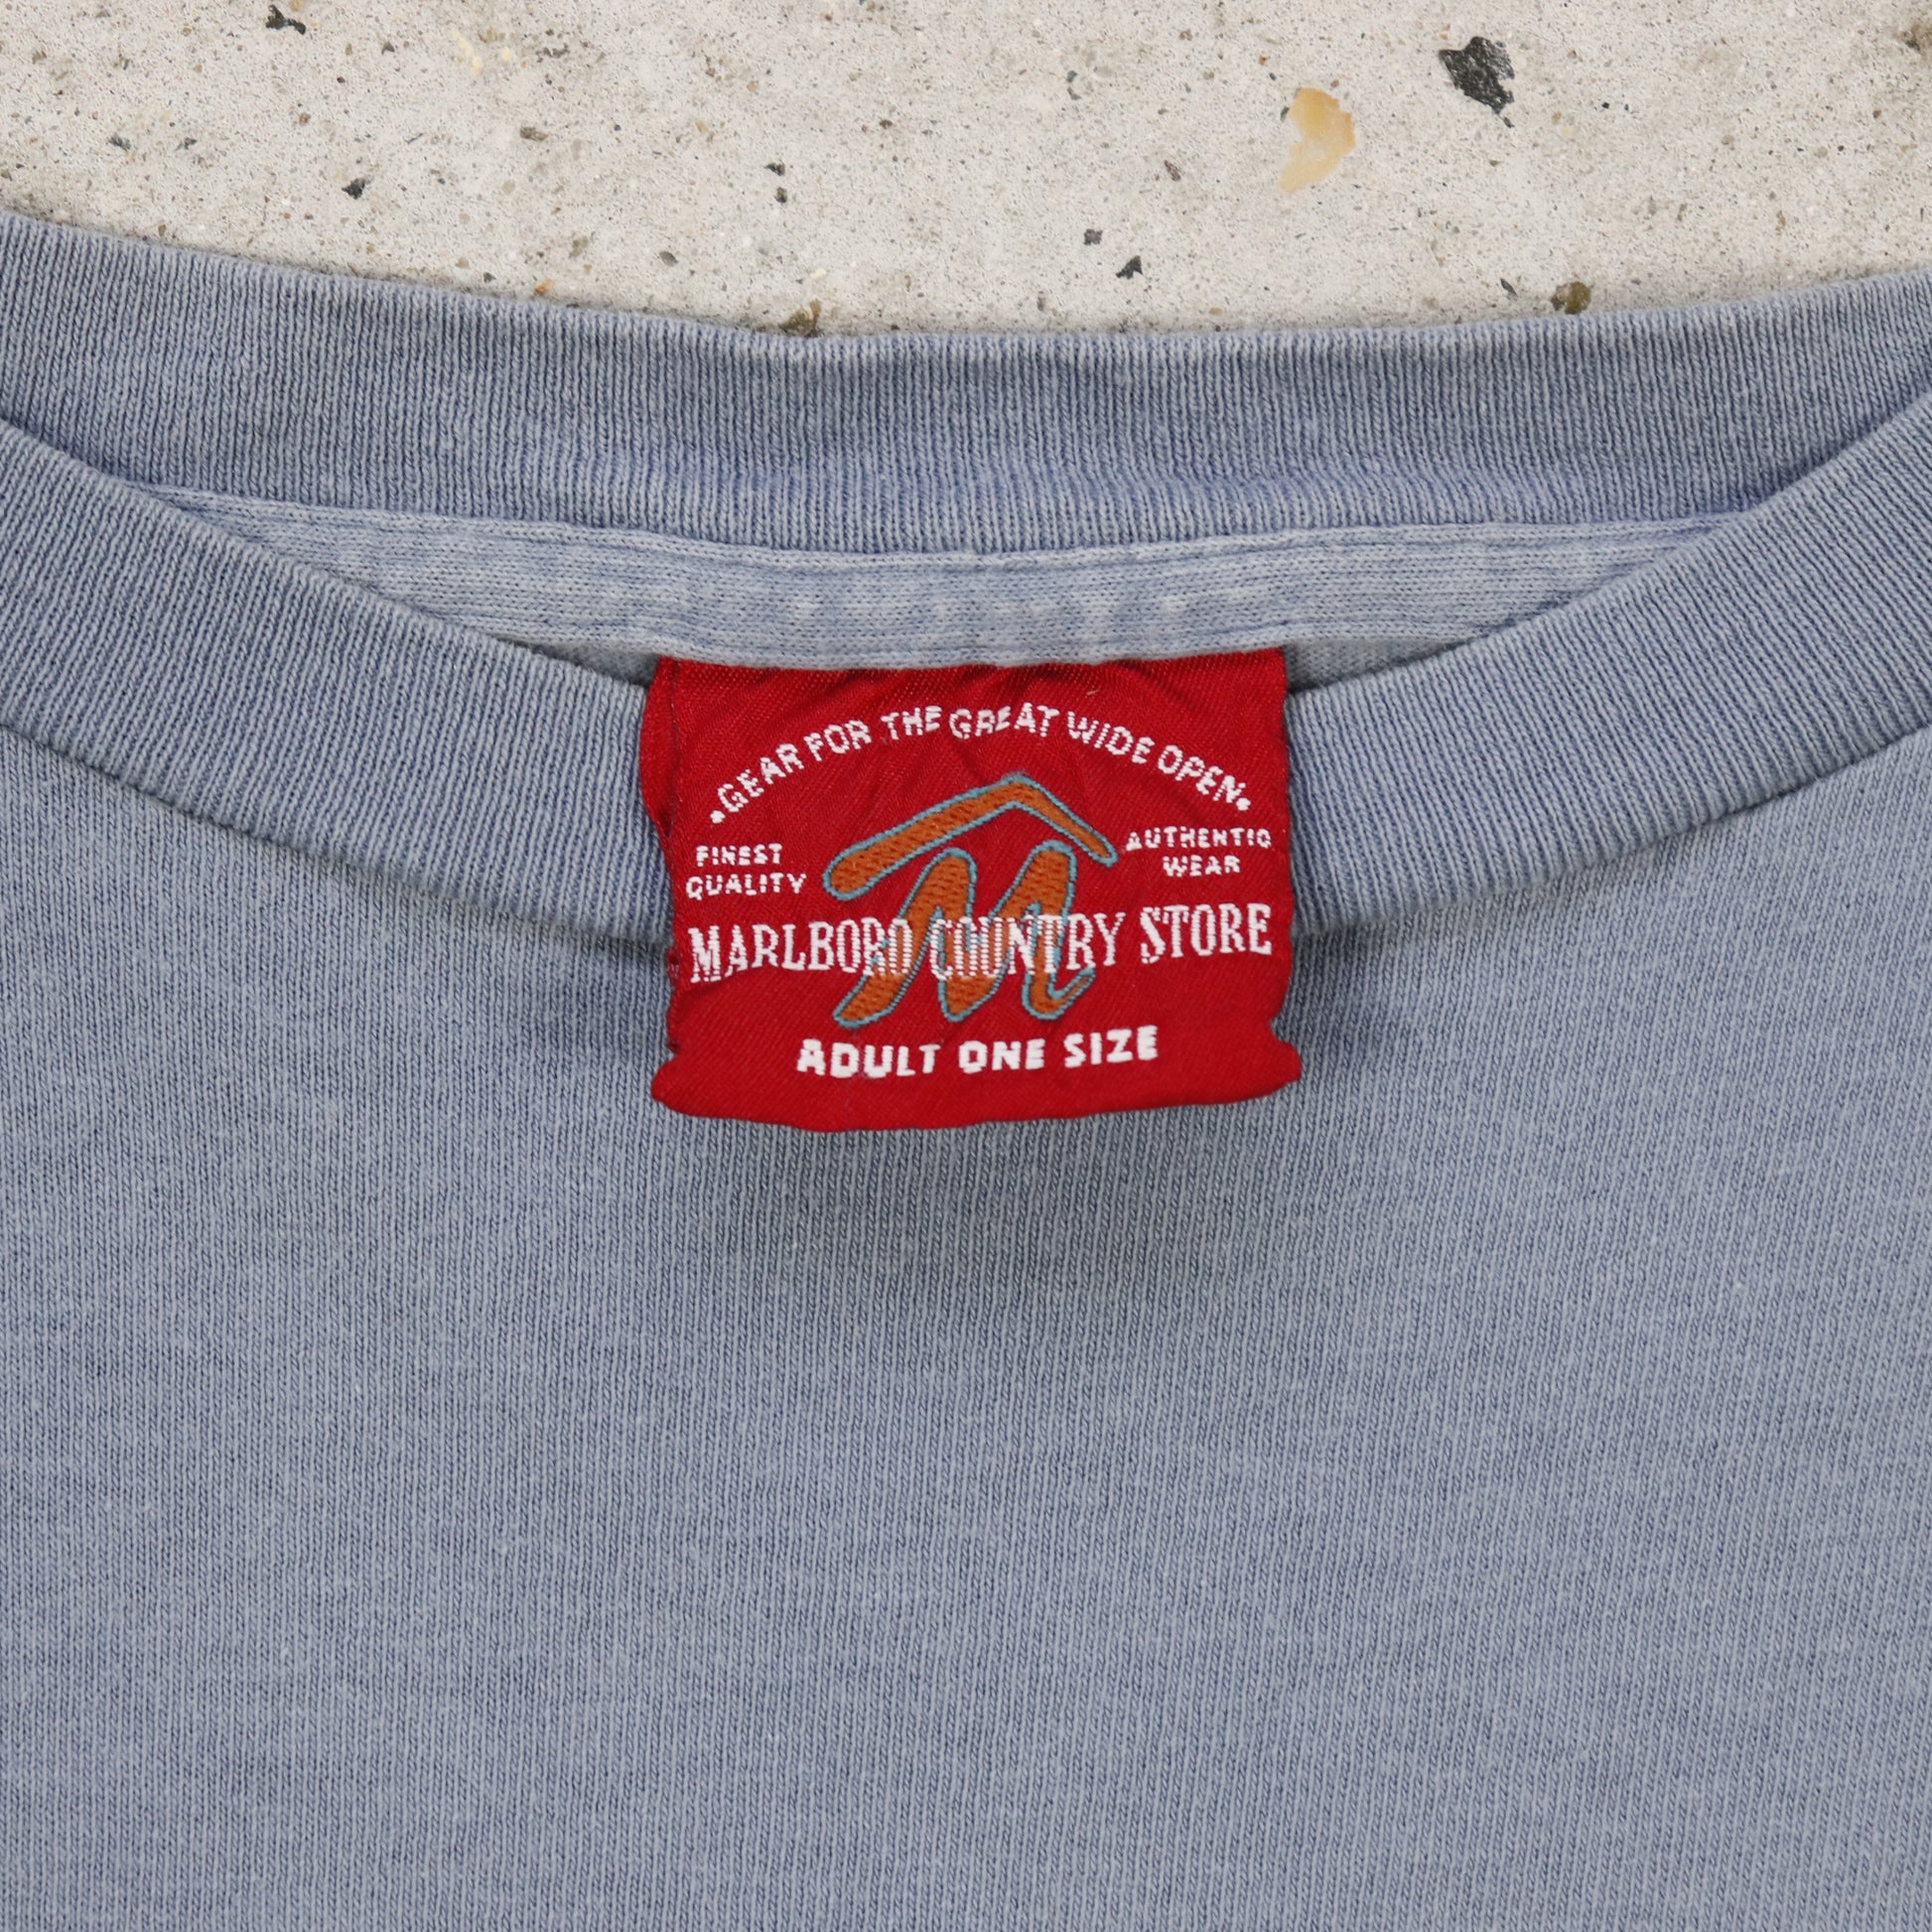 •GEAR FOR THE GREAT WIDE OPEN•
FINEST
QUALITY
AUTHENTIC
WEAR
M
MARLBORO COUNTRY STORE
ADULT ONE SIZE